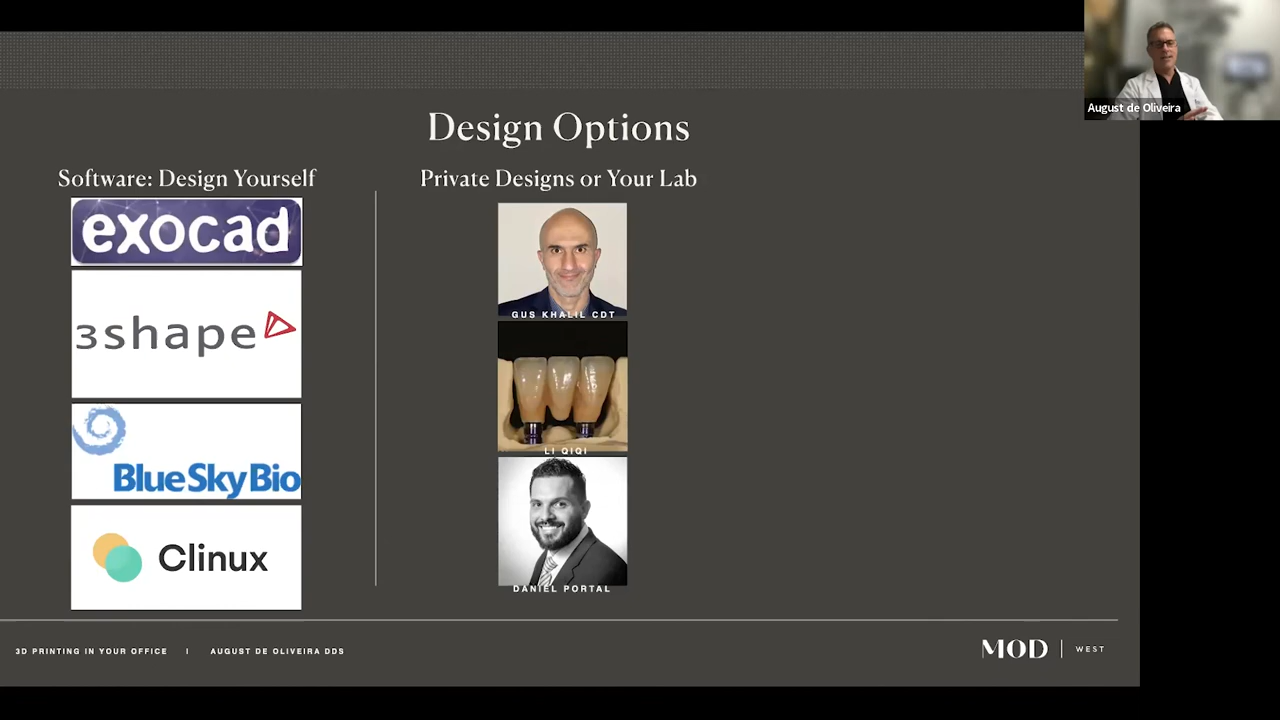 August de Oliveira
Design Options
Software: Design Yourself
exocad
3shape
BlueSkyBio
Clinux
Private Designs or Your Lab
GUS KHALIL CDT
LI QIQI
DANIEL PORTAL
3D PRINTING IN YOUR OFFICE | AUGUST DE OLIVEIRA DDS
MOD | WEST